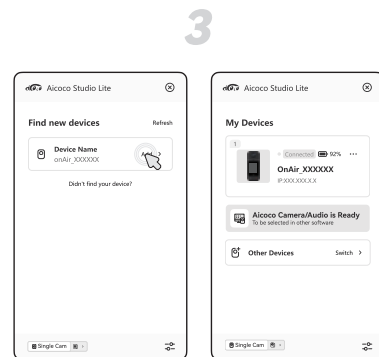 3
Aicoco Studio Lite
Find new devices Refresh
Device Name
onAir_XXXXXX
Didn't find your device?
Single Cam
Aicoco Studio Lite
My Devices
1
Connected 92% ...
OnAir_XXXXXX
IP:XXX.XXX.X.X
Aicoco Camera/Audio is Ready
To be selected in other software
Other Devices Switch >
Single Cam